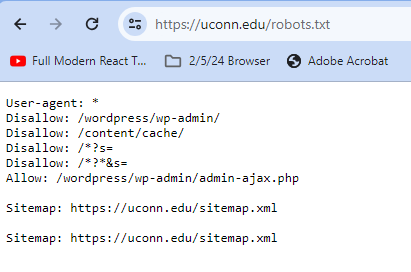 https://uconn.edu/robots.txt
Full Modern React T...
2/5/24 Browser
Adobe Acrobat
User-agent: *
Disallow: /wordpress/wp-admin/
Disallow: /content/cache/
Disallow: /*?s=
Disallow: /*?*&s=
Allow: /wordpress/wp-admin/admin-ajax.php
Sitemap: https://uconn.edu/sitemap.xml
Sitemap: https://uconn.edu/sitemap.xml